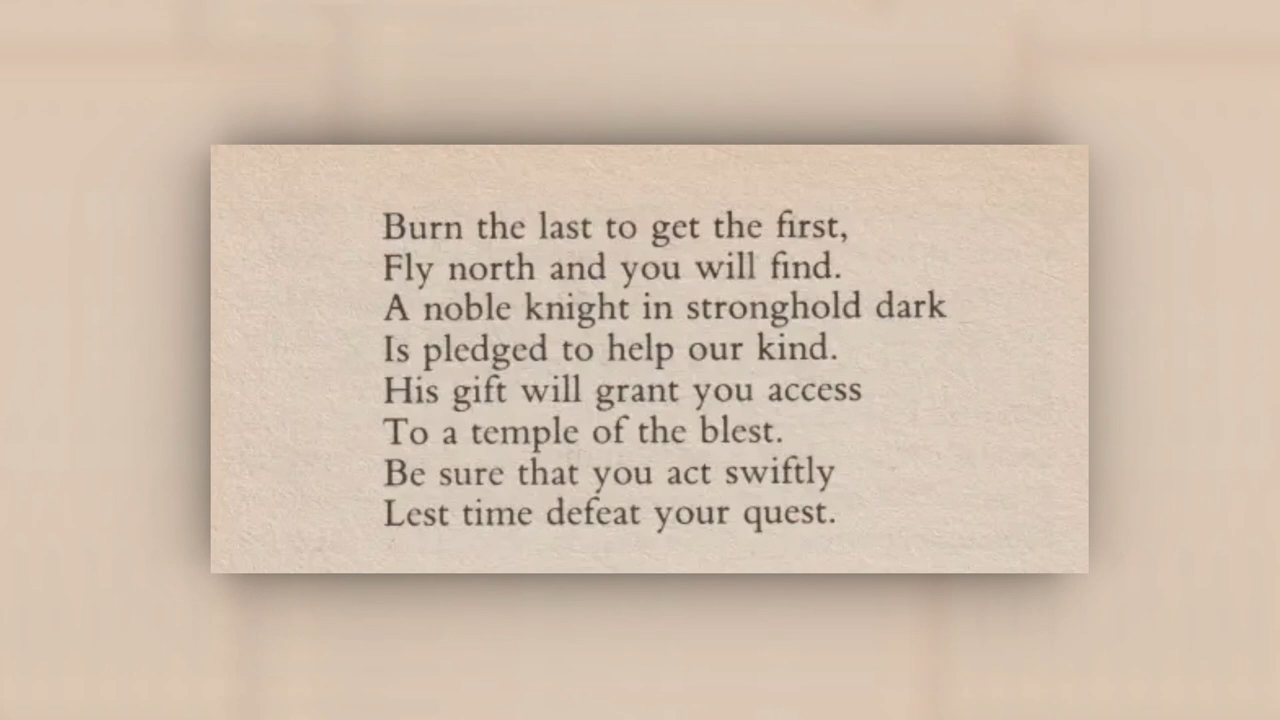 Burn the last to get the first,
Fly north and you will find.
A noble knight in stronghold dark
Is pledged to help our kind.
His gift will grant you access
To a temple of the blest.
Be sure that you act swiftly
Lest time defeat your quest.